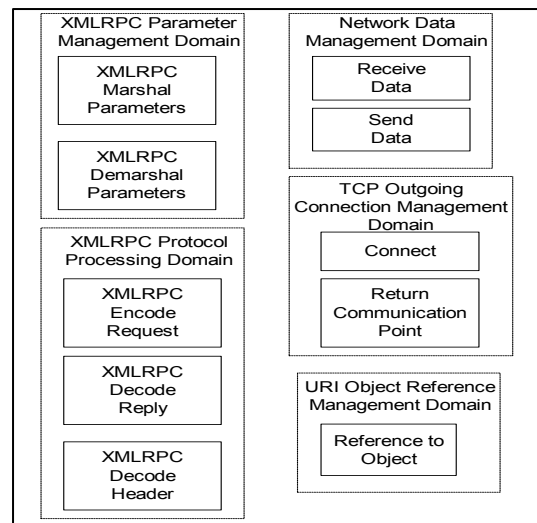 XMLRPC Parameter
Management Domain
XMLRPC
Marshal
Parameters
XMLRPC
Demarshal
Parameters
XMLRPC Protocol
Processing Domain
XMLRPC
Encode
Request
XMLRPC
Decode
Reply
XMLRPC
Decode
Header
Network Data
Management Domain
Receive
Data
Send
Data
TCP Outgoing
Connection Management
Domain
Connect
Return
Communication
Point
URI Object Reference
Management Domain
Reference to
Object